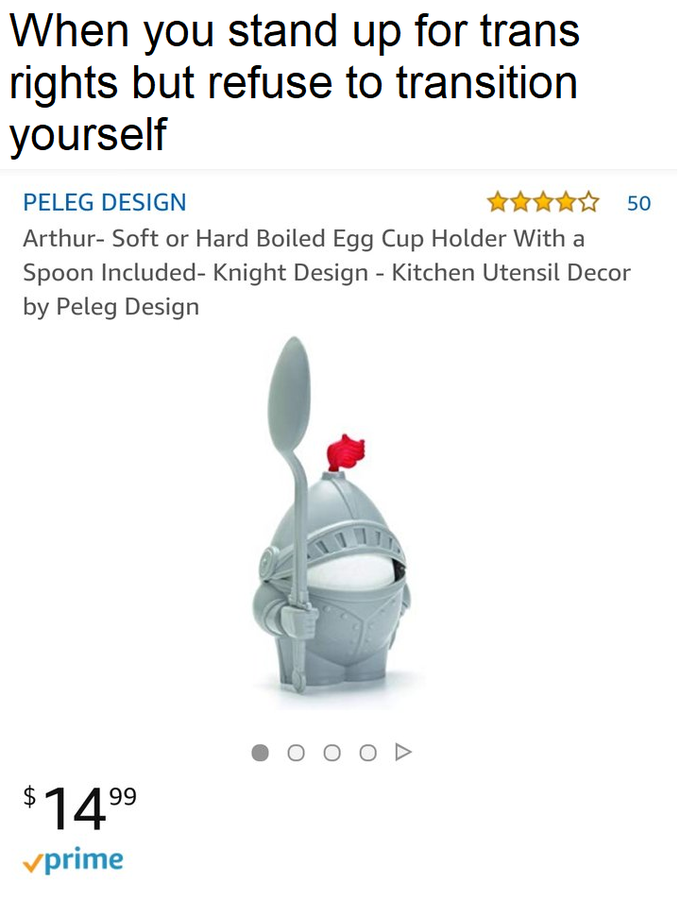 When you stand up for trans
rights but refuse to transition
yourself
PELEG DESIGN 50
Arthur- Soft or Hard Boiled Egg Cup Holder With a
Spoon Included- Knight Design - Kitchen Utensil Decor
by Peleg Design
$14.99
prime